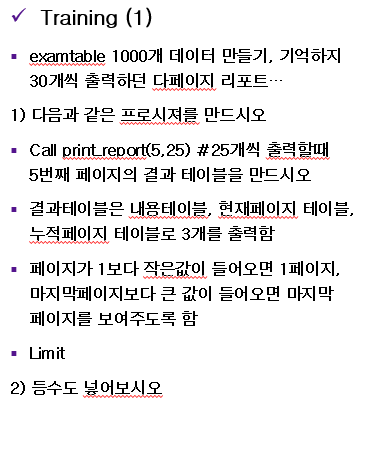 ✓ Training (1)
▪ examtable 1000개 데이터 만들기, 기억하지
30개씩 출력하던 다페이지 리포트…
1) 다음과 같은 프로시져를 만드시오
▪ Call print_report(5,25) #25개씩 출력할때
5번째 페이지의 결과 테이블을 만드시오
▪ 결과테이블은 내용테이블, 현재페이지 테이블,
누적페이지 테이블로 3개를 출력함
▪ 페이지가 1보다 작은값이 들어오면 1페이지,
마지막페이지보다 큰 값이 들어오면 마지막
페이지를 보여주도록 함
▪ Limit
2) 등수도 넣어보시오